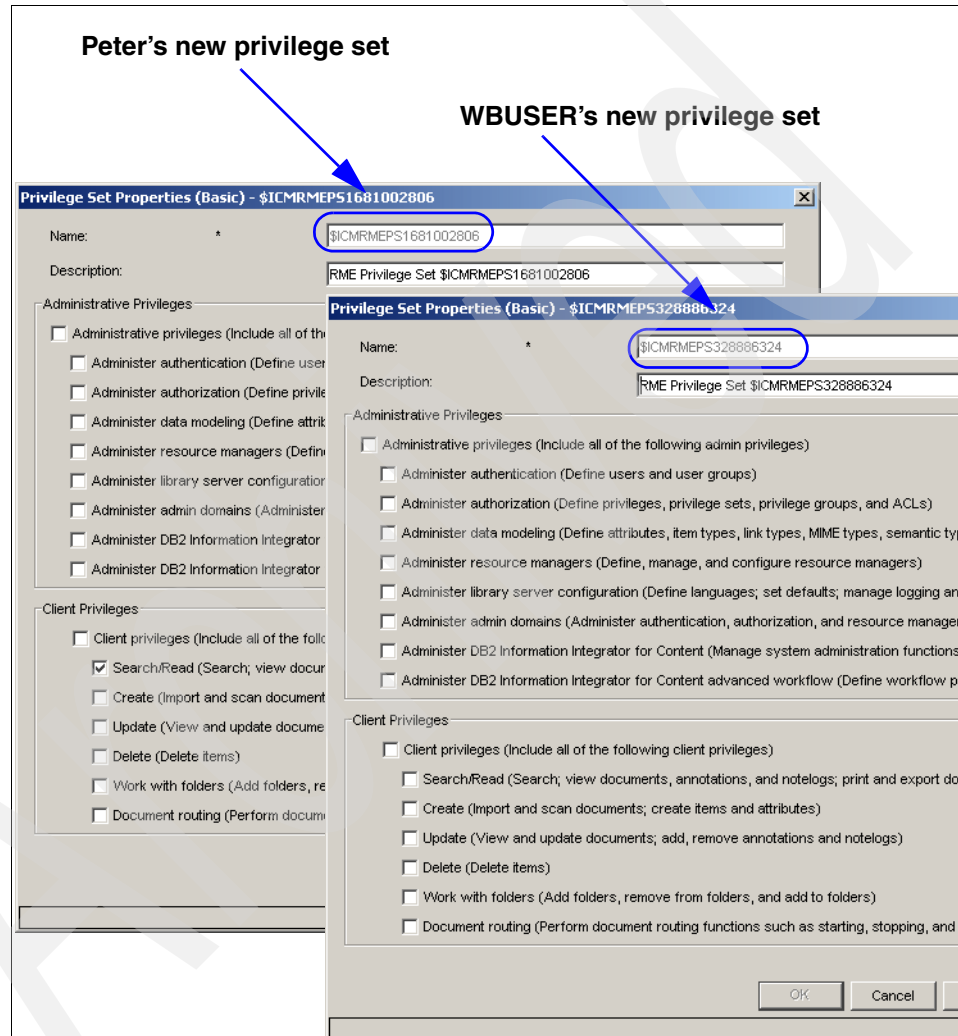 Peter's new privilege set
WBUSER's new privilege set
Privilege Set Properties (Basic) - $ICMRMEPS1681002806
Name: * $ICMRMEPS1681002806
Description: RME Privilege Set $ICMRMEPS1681002806
Administrative Privileges
Administrative privileges (Include all of th
Administer authentication (Define user
Administer authorization (Define privile
Administer data modeling (Define attrib
Administer resource managers (Defin
Administer library server configuration
Administer admin domains (Administer
Administer DB2 Information Integrator
Administer DB2 Information Integrator
Client Privileges
Client privileges (Include all of the follo
Search/Read (Search; view docum
Create (Import and scan document
Update (View and update docume
Delete (Delete items)
Work with folders (Add folders, re
Document routing (Perform docum
Privilege Set Properties (Basic) - $ICMRMEPS328886324
Name: * $ICMRMEPS328886324
Description: RME Privilege Set $ICMRMEPS328886324
Administrative Privileges
Administrative privileges (Include all of the following admin privileges)
Administer authentication (Define users and user groups)
Administer authorization (Define privileges, privilege sets, privilege groups, and ACLs)
Administer data modeling (Define attributes, item types, link types, MIME types, semantic typ
Administer resource managers (Define, manage, and configure resource managers)
Administer library server configuration (Define languages; set defaults; manage logging an
Administer admin domains (Administer authentication, authorization, and resource manager
Administer DB2 Information Integrator for Content (Manage system administration functions
Administer DB2 Information Integrator for Content advanced workflow (Define workflow p
Client Privileges
Client privileges (Include all of the following client privileges)
Search/Read (Search; view documents, annotations, and notelogs; print and export do
Create (Import and scan documents; create items and attributes)
Update (View and update documents; add, remove annotations and notelogs)
Delete (Delete items)
Work with folders (Add folders, remove from folders, and add to folders)
Document routing (Perform document routing functions such as starting, stopping, and
OK Cancel